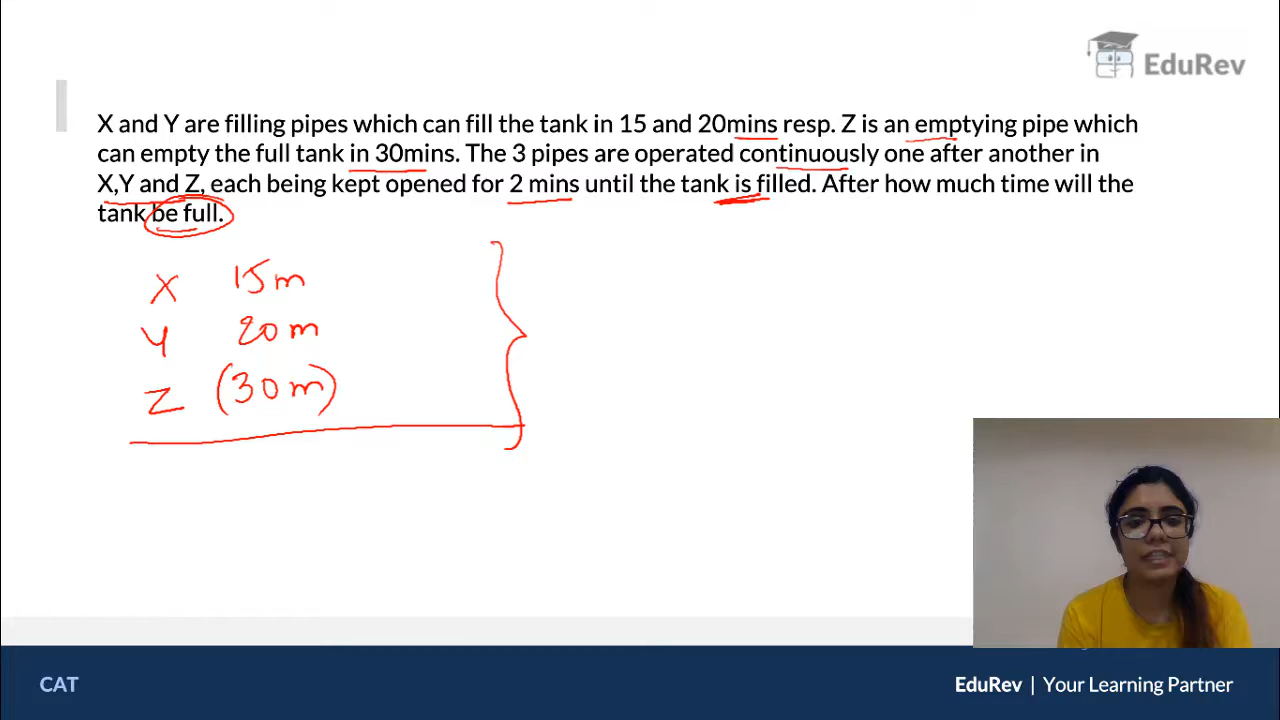 EduRev
X and Y are filling pipes which can fill the tank in 15 and 20mins resp. Z is an emptying pipe which
can empty the full tank in 30mins. The 3 pipes are operated continuously one after another in
X,Y and Z, each being kept opened for 2 mins until the tank is filled. After how much time will the
tank be full.
X 15m
Y 20m
Z (30m)
CAT
EduRev | Your Learning Partner